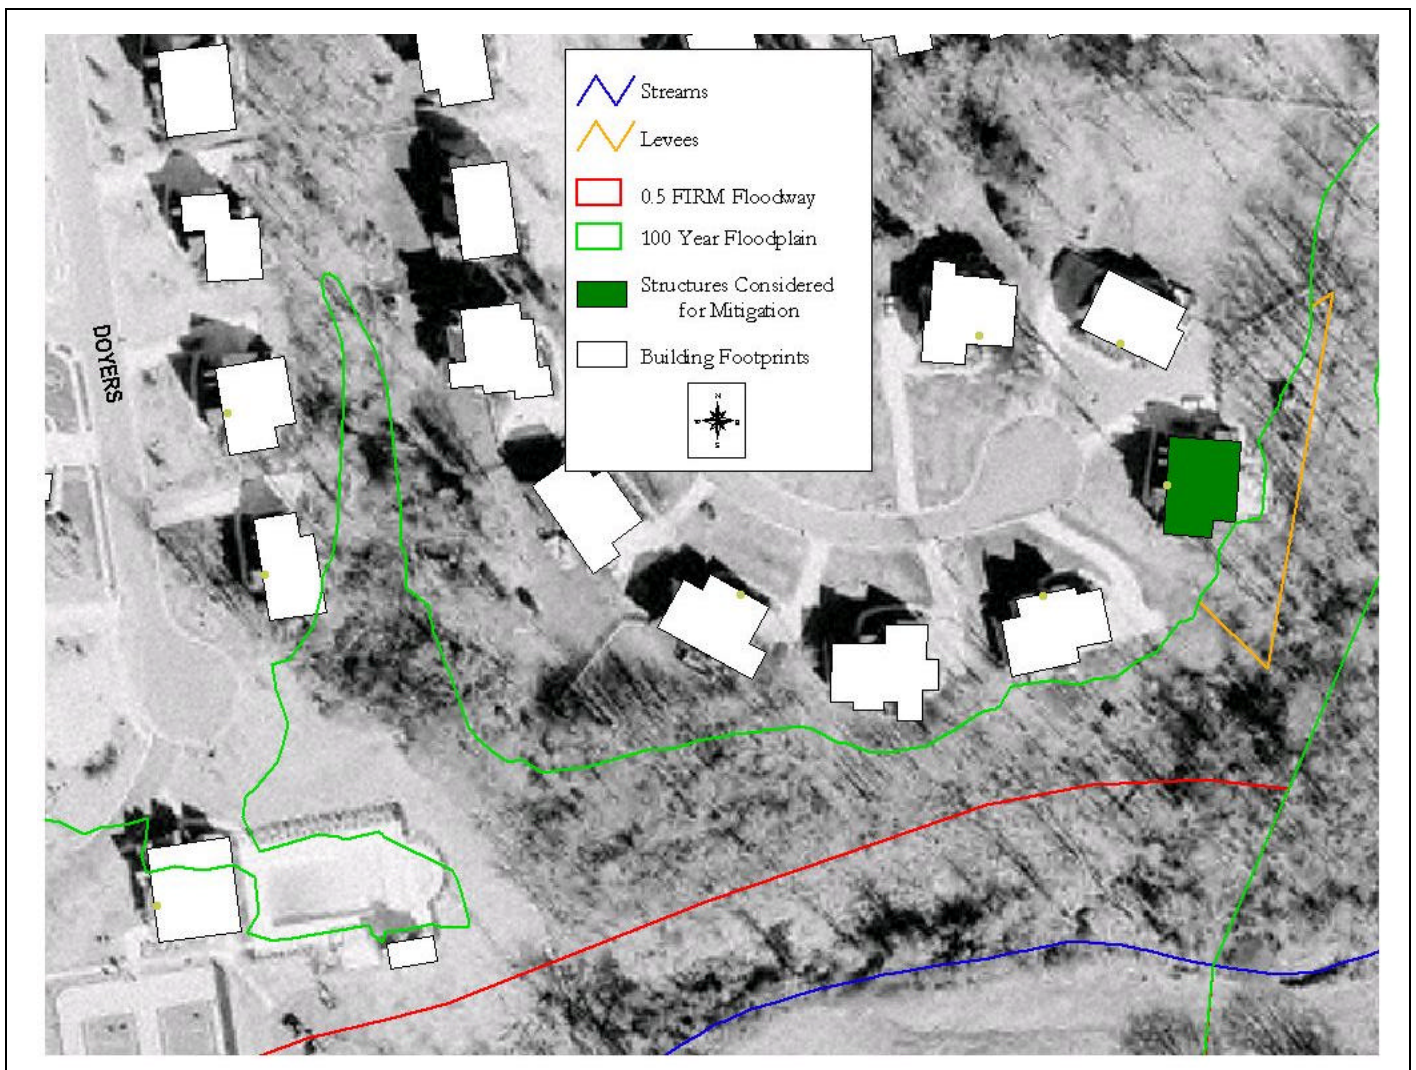 Streams
Levees
0.5 FIRM Floodway
100 Year Floodplain
Structures Considered
for Mitigation
Building Footprints
N
S
DOYERS